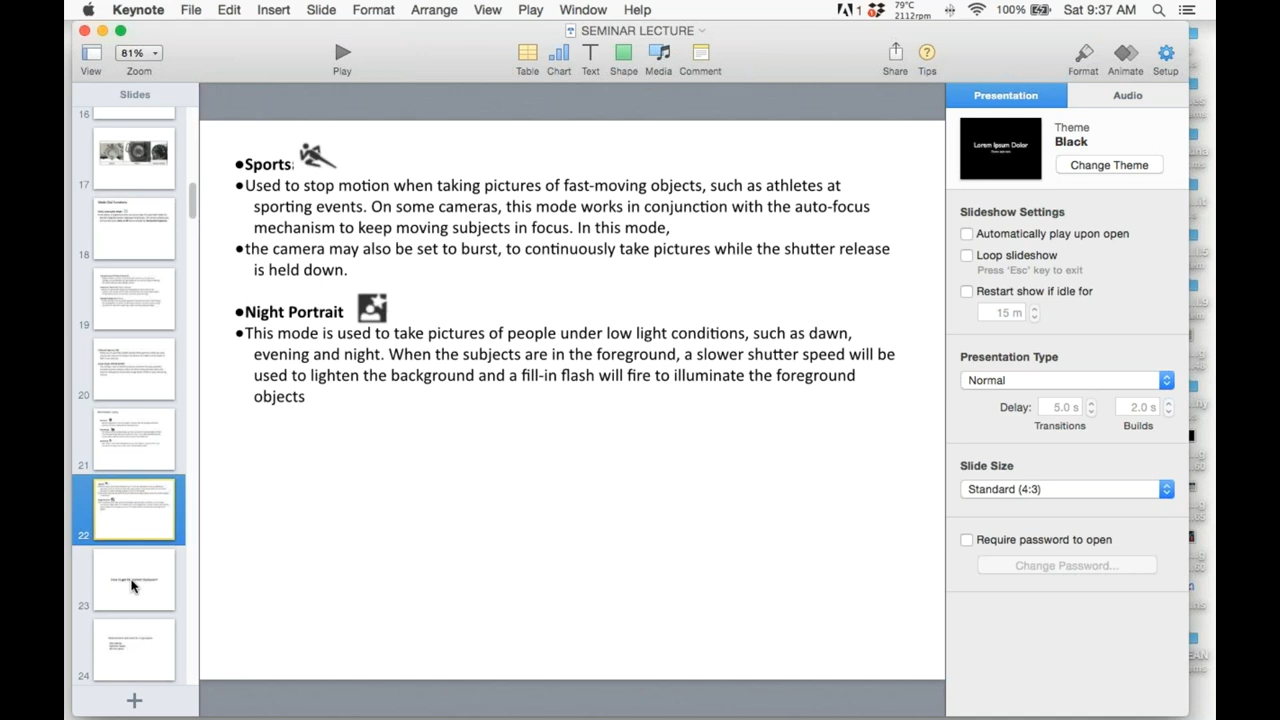 Keynote File Edit Insert Slide Format Arrange View Play Window Help
1 79°C 2112rpm 100% Sat 9:37 AM
SEMINAR LECTURE
81%
View Zoom Play Table Chart Text Shape Media Comment Share Tips Format Animate Setup
Slides
16
17
18
19
20
21
22
23
24
●Sports:
●Used to stop motion when taking pictures of fast-moving objects, such as athletes at
sporting events. On some cameras, this mode works in conjunction with the auto-focus
mechanism to keep moving subjects in focus. In this mode,
●the camera may also be set to burst, to continuously take pictures while the shutter release
is held down.
●Night Portrait
●This mode is used to take pictures of people under low light conditions, such as dawn,
evening and night. When the subjects are in the foreground, a slower shutter speed will be
used to lighten the background and a fill-in flash will fire to illuminate the foreground
objects
Presentation Audio
Lorem Ipsum Dolor
Theme
Black
Change Theme
Slideshow Settings
Automatically play upon open
Loop slideshow
Press 'Esc' key to exit
Restart show if idle for
15 m
Presentation Type
Normal
Delay: 5.0 s 2.0 s
Transitions Builds
Slide Size
Standard (4:3)
Require password to open
Change Password...